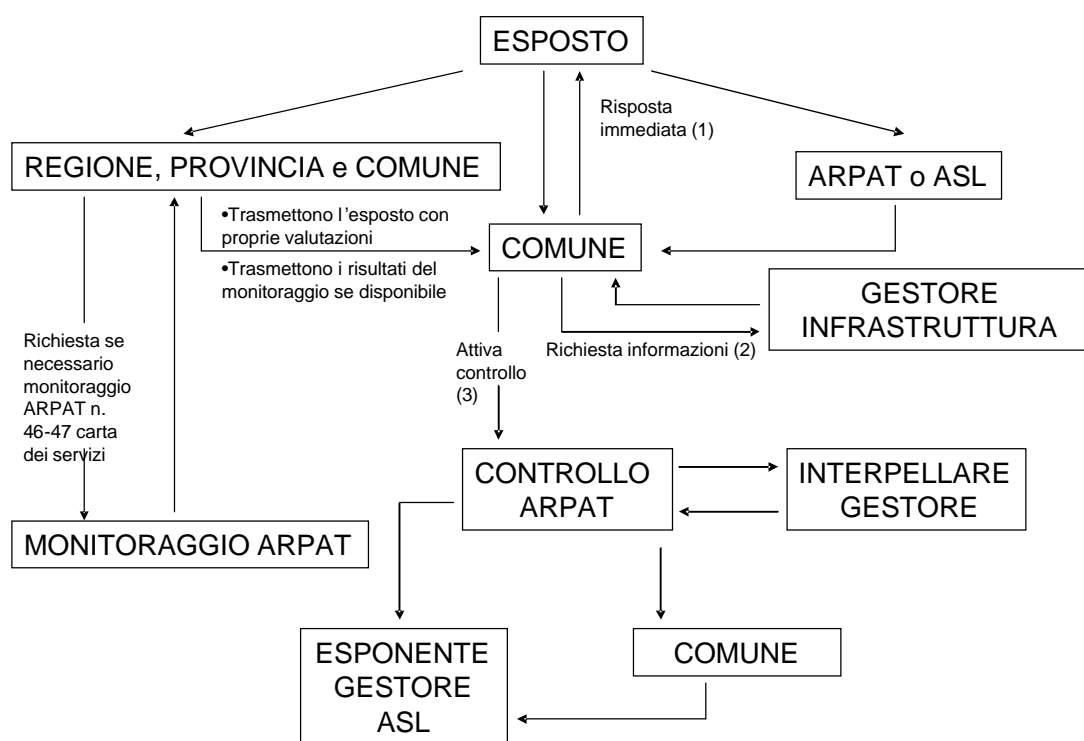 ESPOSTO
Risposta
immediata (1)
REGIONE, PROVINCIA e COMUNE
ARPAT o ASL
•Trasmettono l'esposto con
proprie valutazioni
•Trasmettono i risultati del
monitoraggio se disponibile
COMUNE
GESTORE
INFRASTRUTTURA
Richiesta se
necessario
monitoraggio
ARPAT n.
46-47 carta
dei servizi
Attiva
controllo
(3)
Richiesta informazioni (2)
CONTROLLO
ARPAT
INTERPELLARE
GESTORE
MONITORAGGIO ARPAT
ESPONENTE
GESTORE
ASL
COMUNE